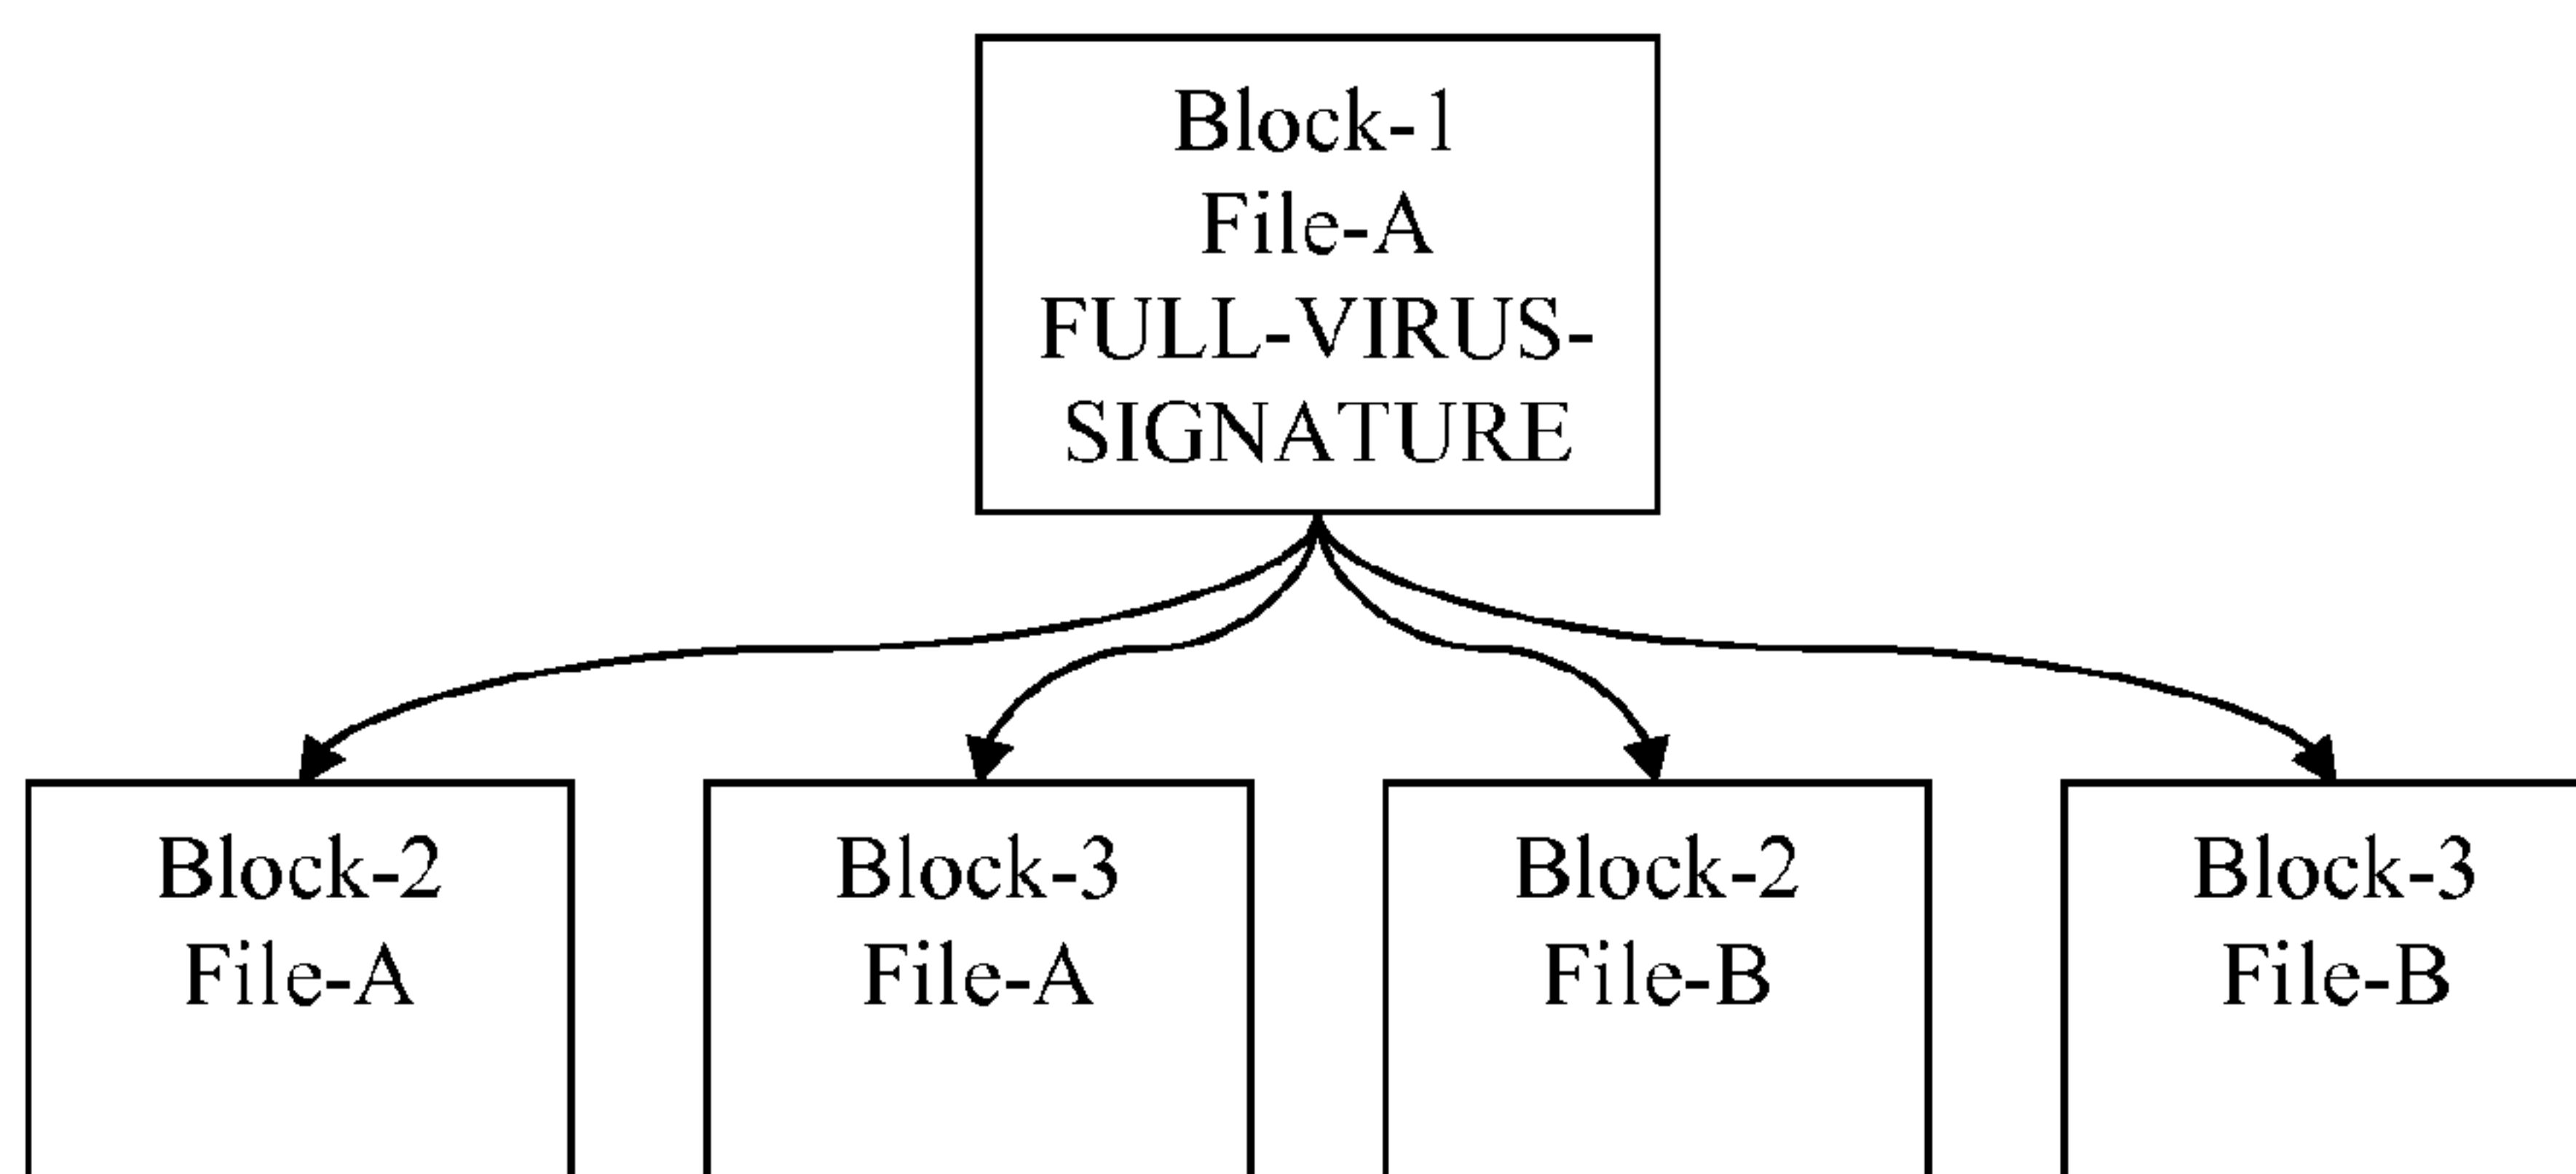 Block-1
File-A
FULL-VIRUS-
SIGNATURE
Block-2
File-A
Block-3
File-A
Block-2
File-B
Block-3
File-B